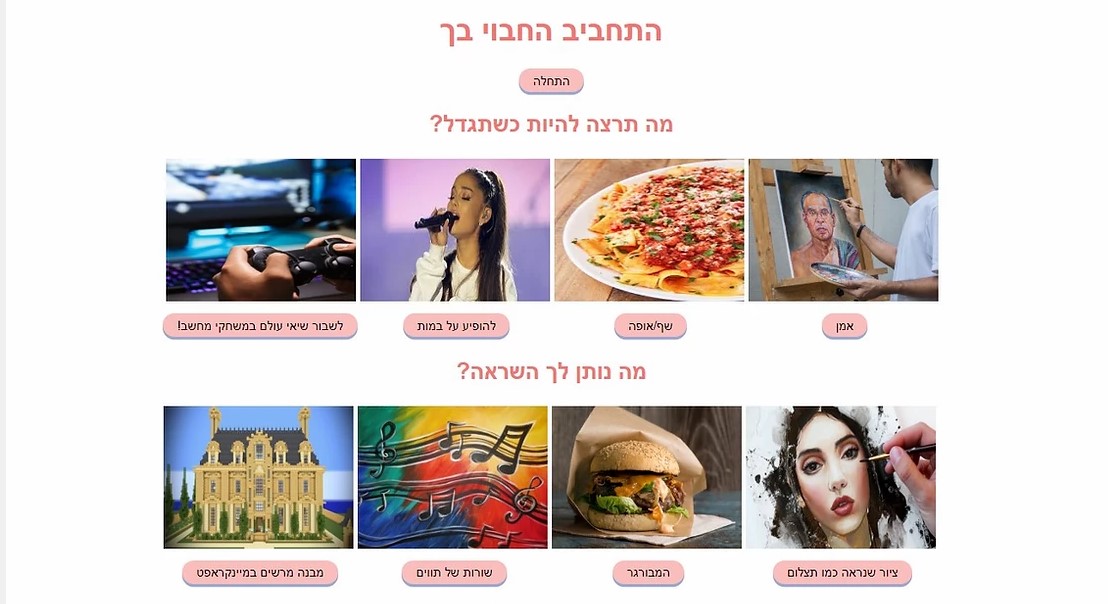 התחביב החבוי בך
התחלה
מה תרצה להיות כשתגדל?
אמן
שף/אופה
להופיע על במות
לשבור שיאי עולם במשחקי מחשב!
מה נותן לך השראה?
ציור שנראה כמו תצלום
המבורגר
שורות של תווים
מבנה מרשים במיינקראפט